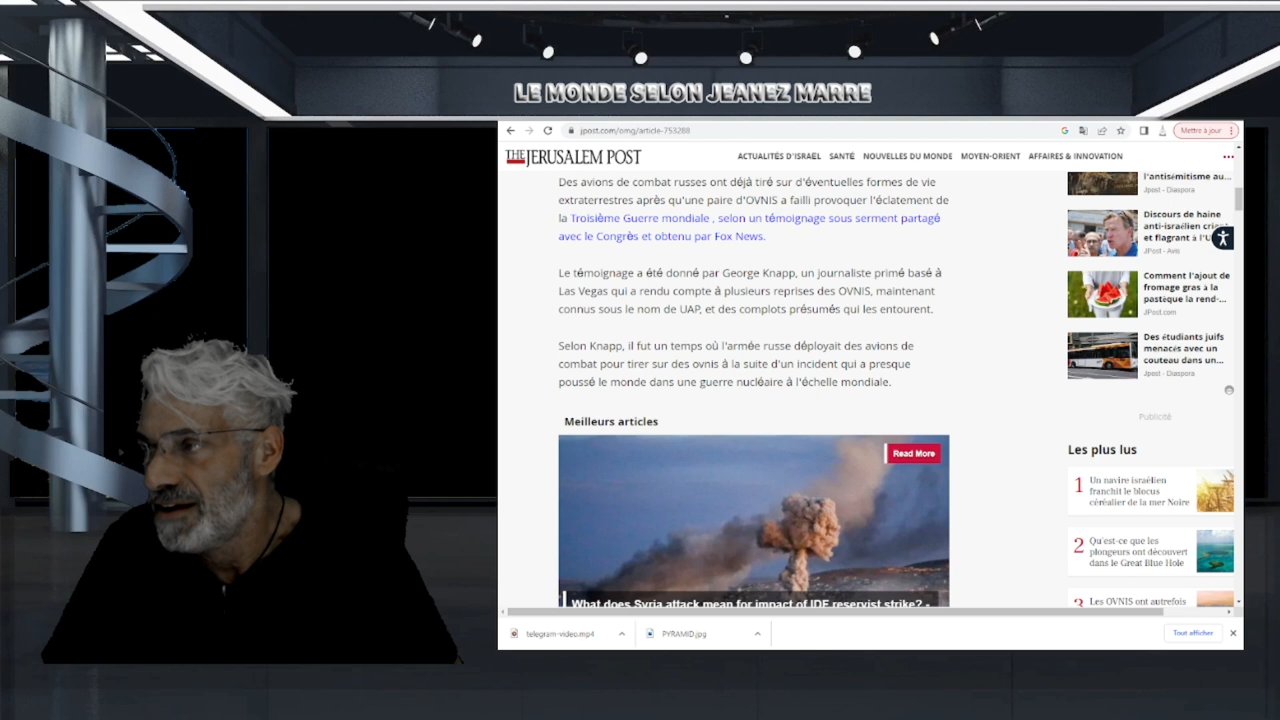 LE MONDE SELON JEANEZ MARRE
jpost.com/omg/article-753288
Mettre à jour
THE JERUSALEM POST
ACTUALITÉS D'ISRAËL SANTÉ NOUVELLES DU MONDE MOYEN-ORIENT AFFAIRES & INNOVATION
Des avions de combat russes ont déjà tiré sur d'éventuelles formes de vie
extraterrestres après qu'une paire d'OVNIS a failli provoquer l'éclatement de
la Troisième Guerre mondiale , selon un témoignage sous serment partagé
avec le Congrès et obtenu par Fox News.
Le témoignage a été donné par George Knapp, un journaliste primé basé à
Las Vegas qui a rendu compte à plusieurs reprises des OVNIS, maintenant
connus sous le nom de UAP, et des complots présumés qui les entourent.
Selon Knapp, il fut un temps où l'armée russe déployait des avions de
combat pour tirer sur des ovnis à la suite d'un incident qui a presque
poussé le monde dans une guerre nucléaire à l'échelle mondiale.
Meilleurs articles
Read More
What does Syria attack mean for impact of IDF reservist strike? -
l'antisémitisme au...
Jpost - Diaspora
Discours de haine
anti-israélien
et flagrant à
JPost - Avis
Comment l'ajout de
fromage gras à la
pastèque la rend-...
JPost.com
Des étudiants juifs
menacés avec un
couteau dans un...
Jpost - Diaspora
Publicité
Les plus lus
1 Un navire israélien
franchit le blocus
céréalier de la mer Noire
2 Qu'est-ce que les
plongeurs ont découvert
dans le Great Blue Hole
3 Les OVNIS ont autrefois
telegram-video.mp4
PYRAMID.jpg
Tout afficher